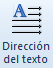 A
Dirección
del texto